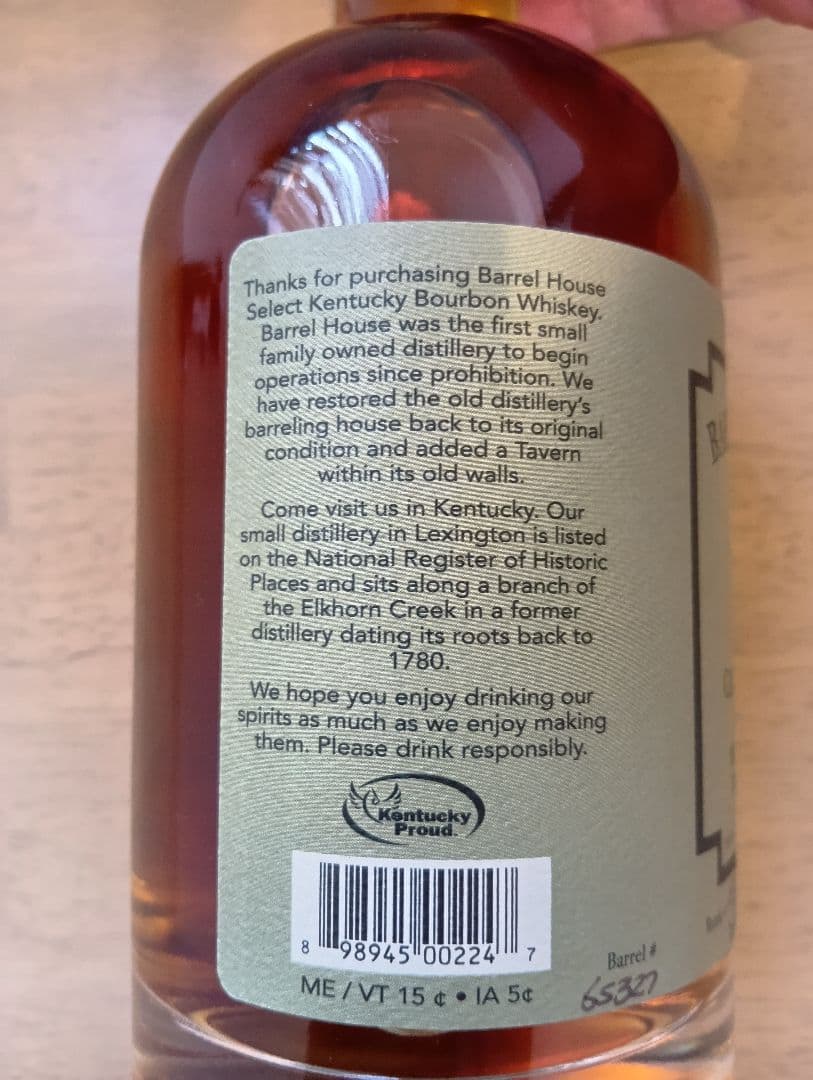 Thanks for purchasing Barrel House
Select Kentucky Bourbon Whiskey.
Barrel House was the first small
family owned distillery to begin
operations since prohibition. We
have restored the old distillery's
barreling house back to its original
condition and added a Tavern
within its old walls.
Come visit us in Kentucky. Our
small distillery in Lexington is listed
on the National Register of Historic
Places and sits along a branch of
the Elkhorn Creek in a former
distillery dating its roots back to
1780.
We hope you enjoy drinking our
spirits as much as we enjoy making
them. Please drink responsibly.
Kentucky
Proud
8 98945 00224 7
ME / VT 15 ¢ • IA 5¢
Barrel #
65327